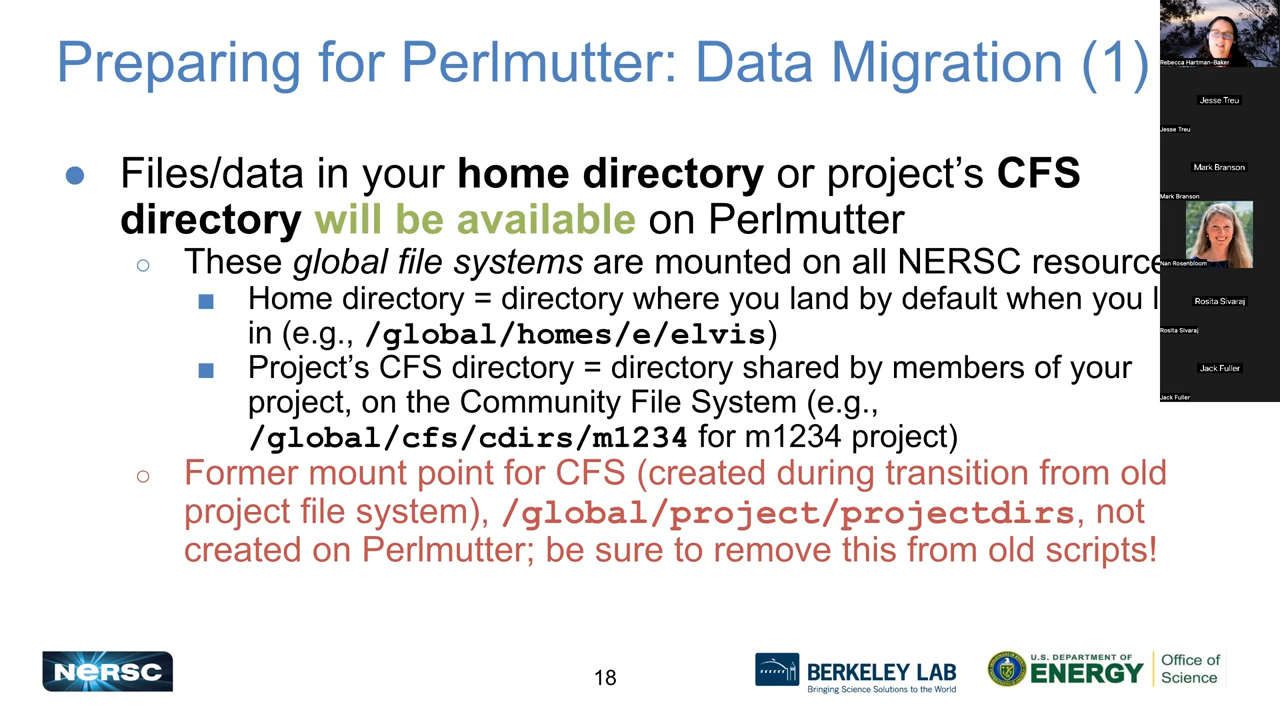 Preparing for Perlmutter: Data Migration (1)
● Files/data in your home directory or project's CFS
directory will be available on Perlmutter
○ These global file systems are mounted on all NERSC resource
■ Home directory = directory where you land by default when you l
in (e.g., /global/homes/e/elvis)
■ Project's CFS directory = directory shared by members of your
project, on the Community File System (e.g.,
/global/cfs/cdirs/m1234 for m1234 project)
○ Former mount point for CFS (created during transition from old
project file system), /global/project/projectdirs, not
created on Perlmutter; be sure to remove this from old scripts!
Rebecca Hartman-Baker
Jesse Treu
Jesse Treu
Mark Branson
Mark Branson
Nan Rosenbloom
Rosita Sivaraj
Rosita Sivaraj
Jack Fuller
Jack Fuller
NERSC
18
BERKELEY LAB
Bringing Science Solutions to the World
U.S. DEPARTMENT OF
ENERGY
Office of
Science